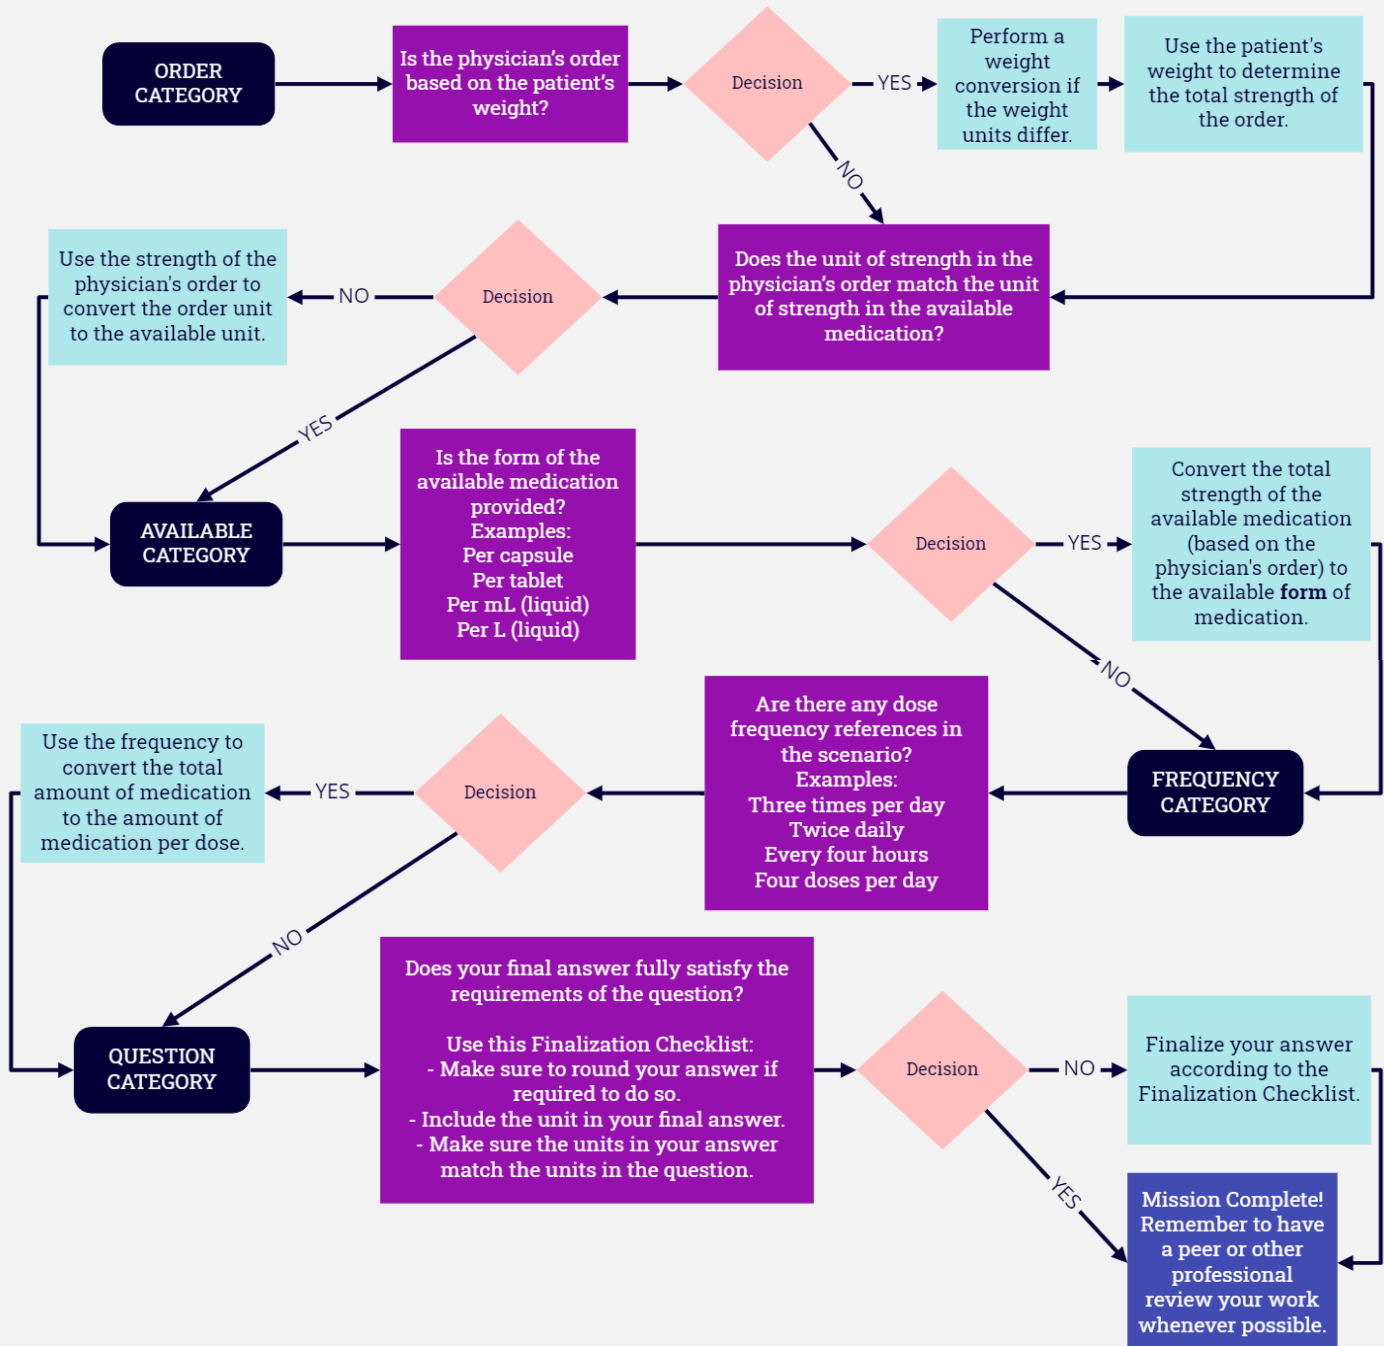 ORDER
CATEGORY
Is the physician’s order
based on the patient’s
weight?
Decision
YES
Perform a
weight
conversion if
the weight
units differ.
Use the patient's
weight to determine
the total strength of
the order.
NO
Does the unit of strength in the
physician’s order match the unit
of strength in the available
medication?
Decision
NO
Use the strength of the
physician's order to
convert the order unit
to the available unit.
YES
AVAILABLE
CATEGORY
Is the form of the
available medication
provided?
Examples:
Per capsule
Per tablet
Per mL (liquid)
Per L (liquid)
Decision
YES
Convert the total
strength of the
available medication
(based on the
physician's order) to
the available form of
medication.
NO
FREQUENCY
CATEGORY
Are there any dose
frequency references in
the scenario?
Examples:
Three times per day
Twice daily
Every four hours
Four doses per day
Decision
YES
Use the frequency to
convert the total
amount of medication
to the amount of
medication per dose.
NO
QUESTION
CATEGORY
Does your final answer fully satisfy the
requirements of the question?
Use this Finalization Checklist:
- Make sure to round your answer if
required to do so.
- Include the unit in your final answer.
- Make sure the units in your answer
match the units in the question.
Decision
NO
Finalize your answer
according to the
Finalization Checklist.
YES
Mission Complete!
Remember to have
a peer or other
professional
review your work
whenever possible.